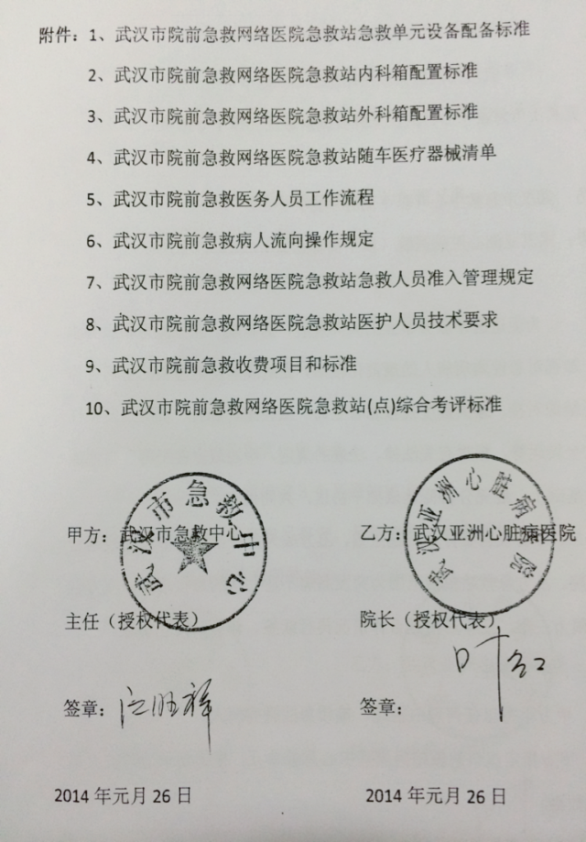 附件：1、武汉市院前急救网络医院急救站急救单元设备配备标准
2、武汉市院前急救网络医院急救站内科箱配置标准
3、武汉市院前急救网络医院急救站外科箱配置标准
4、武汉市院前急救网络医院急救站随车医疗器械清单
5、武汉市院前急救医务人员工作流程
6、武汉市院前急救病人流向操作规定
7、武汉市院前急救网络医院急救站急救人员准入管理规定
8、武汉市院前急救网络医院急救站医护人员技术要求
9、武汉市院前急救收费项目和标准
10、武汉市院前急救网络医院急救站(点)综合考评标准
武汉市急救中心
武汉亚洲心脏病医院
甲方：武汉市急救中心
乙方：武汉亚洲心脏病医院
主任（授权代表）
院长（授权代表）
签章：
签章：叶红
2014 年元月 26 日
2014 年元月 26 日